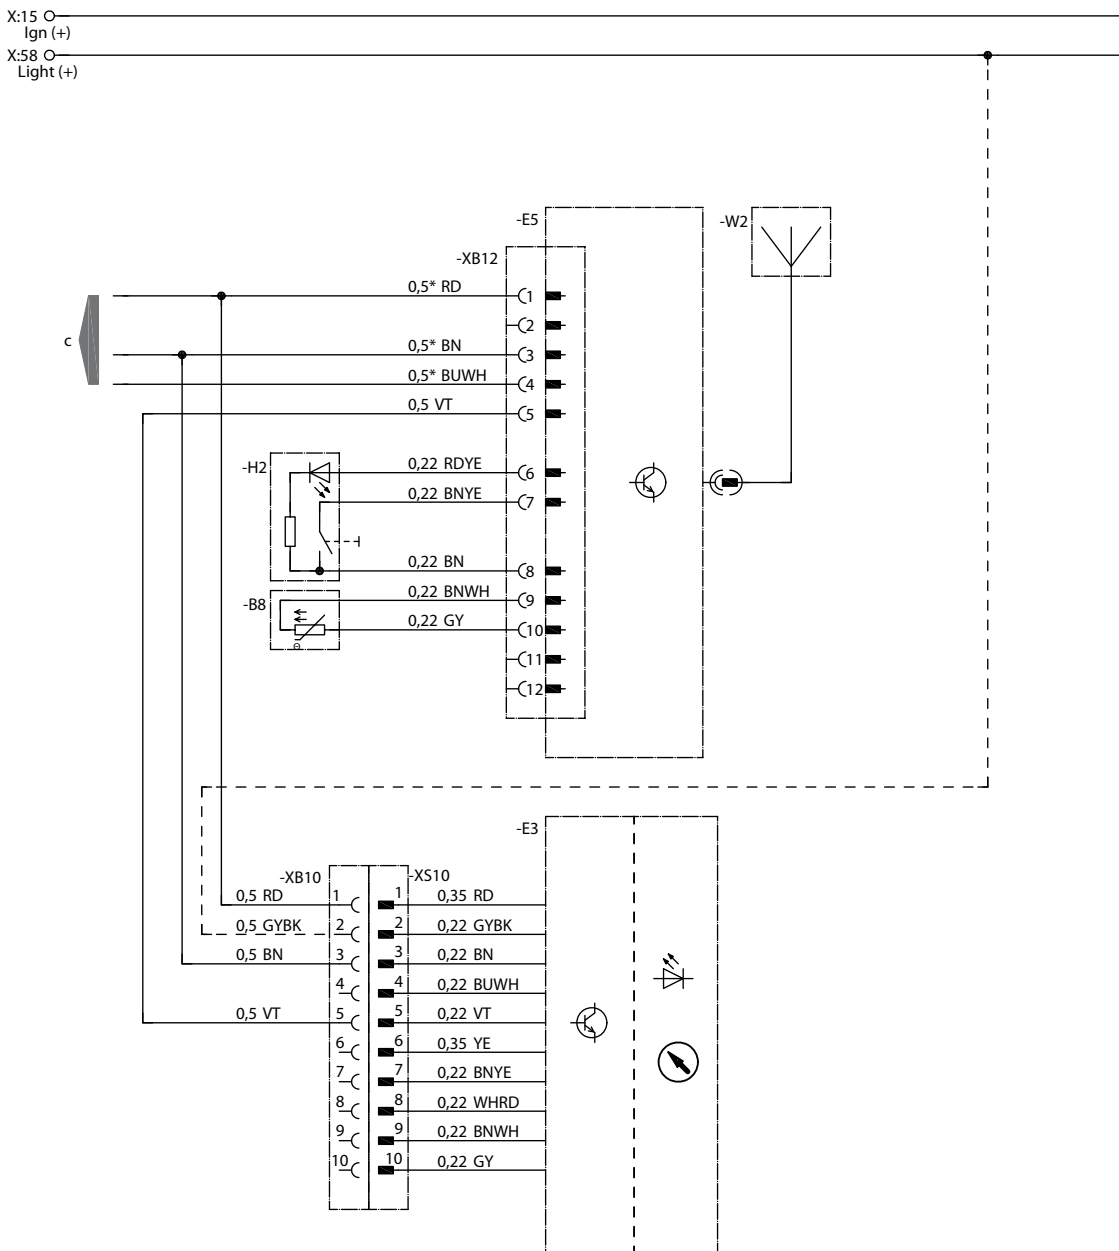 X:15
Ign (+)
X:58
Light (+)
-E5
-W2
-XB12
c
0,5* RD 1
2
0,5* BN 3
0,5* BUWH 4
0,5 VT 5
-H2
0,22 RDYE 6
0,22 BNYE 7
0,22 BN 8
-B8
0,22 BNWH 9
0,22 GY 10
Θ
11
12
-E3
-XB10 -XS10
0,5 RD 1 1 0,35 RD
0,5 GYBK 2 2 0,22 GYBK
0,5 BN 3 3 0,22 BN
4 4 0,22 BUWH
0,5 VT 5 5 0,22 VT
6 6 0,35 YE
7 7 0,22 BNYE
8 8 0,22 WHRD
9 9 0,22 BNWH
10 10 0,22 GY